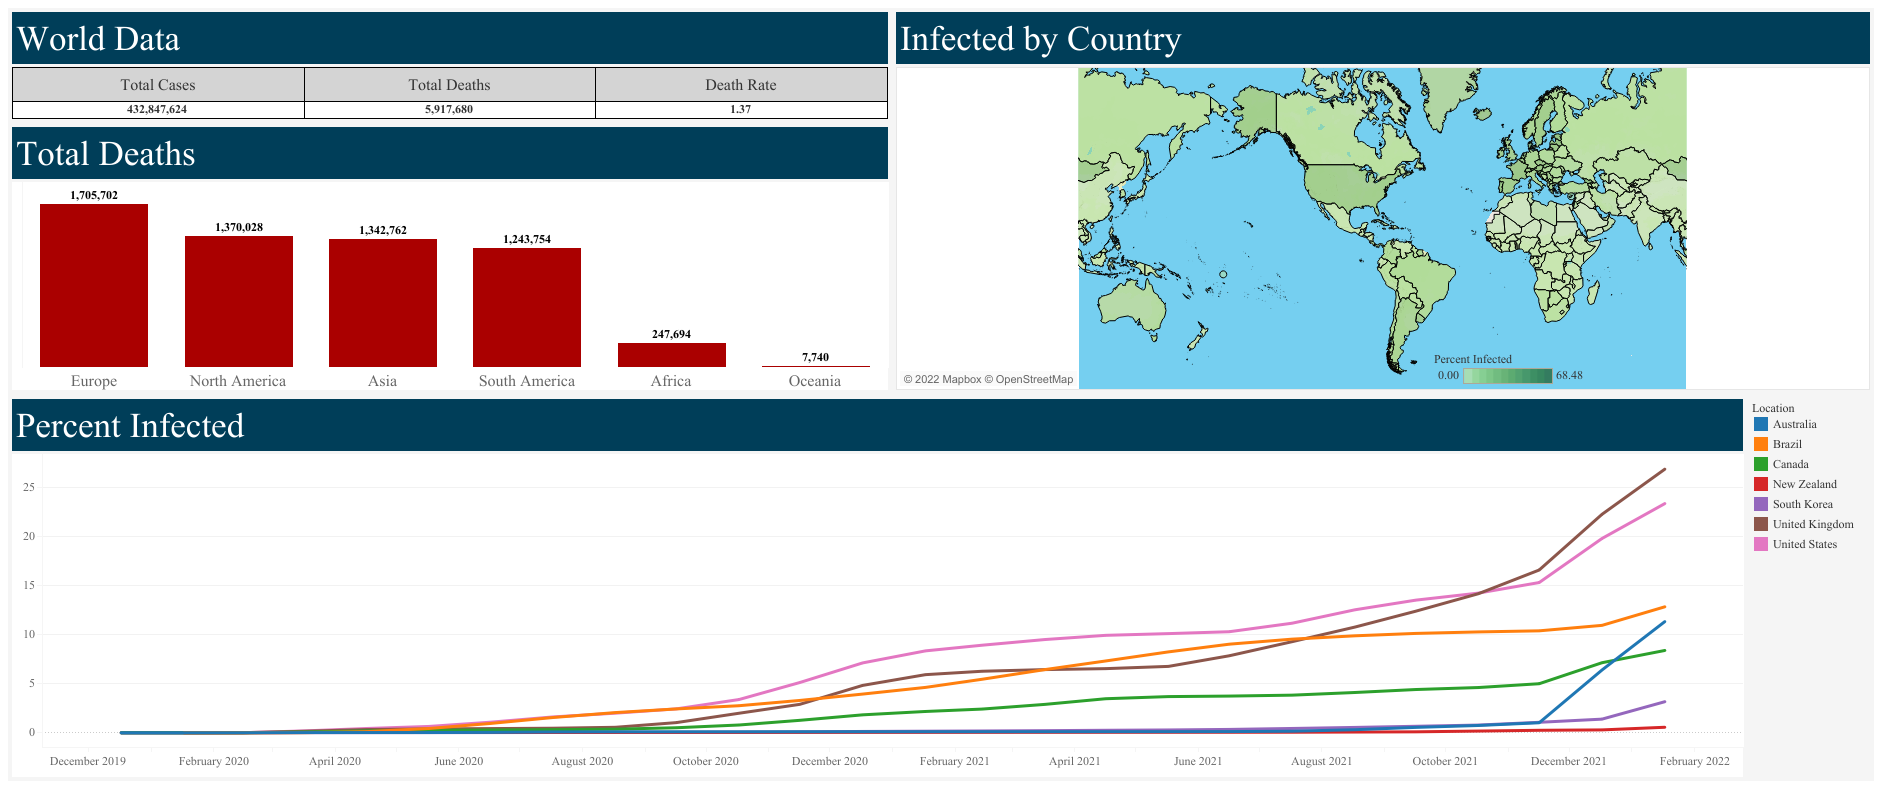 World Data
Total Cases
Total Deaths
Death Rate
432,847,624
5,917,680
1.37
Total Deaths
1,705,702
1,370,028
1,342,762
1,243,754
247,694
7,740
Europe
North America
Asia
South America
Africa
Oceania
Infected by Country
Percent Infected
0.00
68.48
© 2022 Mapbox © OpenStreetMap
Percent Infected
25
20
15
10
5
0
December 2019
February 2020
April 2020
June 2020
August 2020
October 2020
December 2020
February 2021
April 2021
June 2021
August 2021
October 2021
December 2021
February 2022
Location
Australia
Brazil
Canada
New Zealand
South Korea
United Kingdom
United States